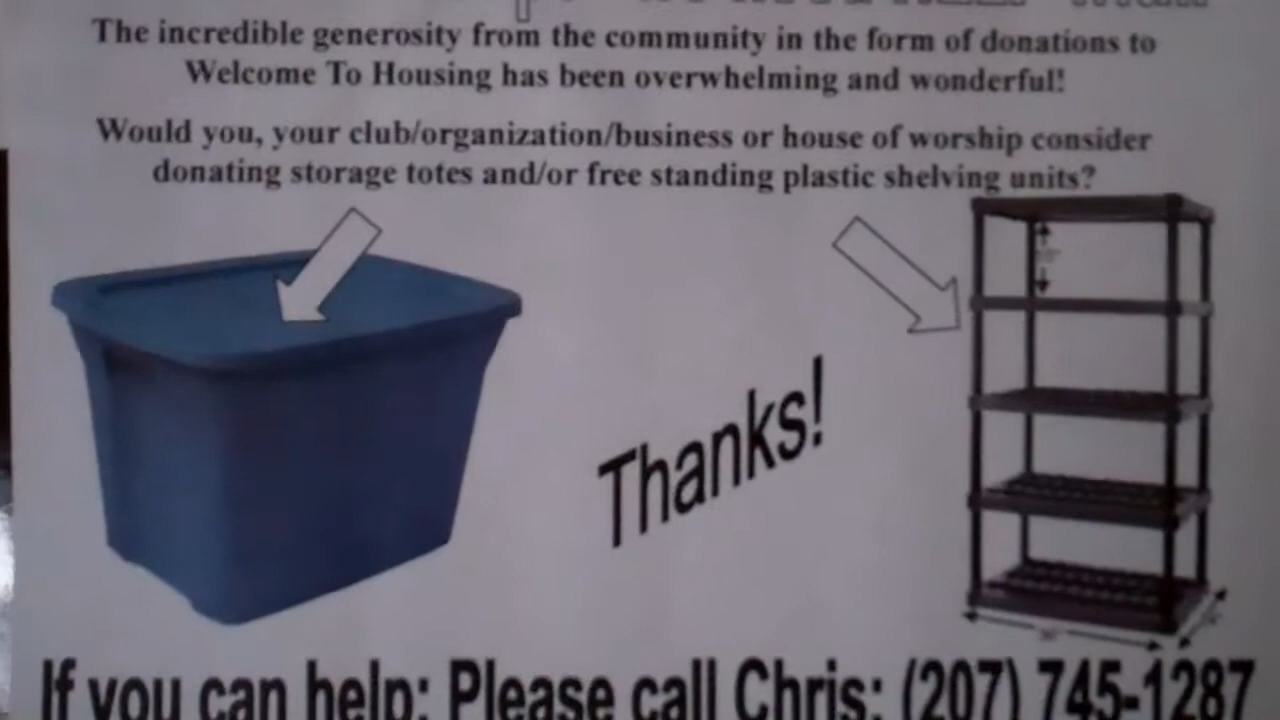 The incredible generosity from the community in the form of donations to
Welcome To Housing has been overwhelming and wonderful!
Would you, your club/organization/business or house of worship consider
donating storage totes and/or free standing plastic shelving units?
Thanks!
If you can help: Please call Chris: (207) 745-1287